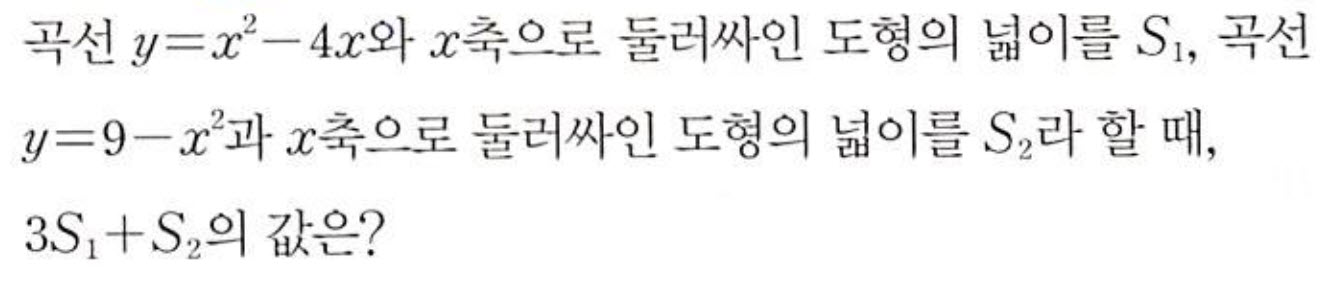 곡선 y=x²-4x와 x축으로 둘러싸인 도형의 넓이를 S₁, 곡선
y=9-x²과 x축으로 둘러싸인 도형의 넓이를 S₂라 할 때,
3S₁+S₂의 값은?